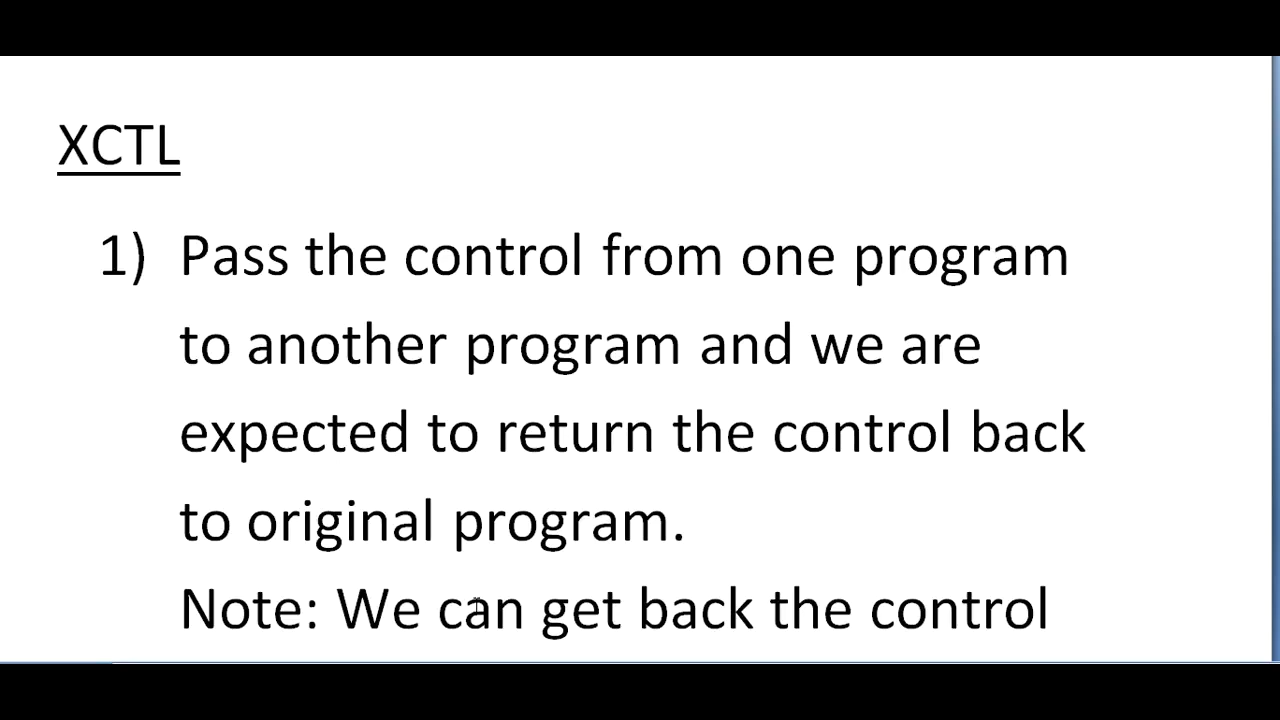 XCTL
1) Pass the control from one program
to another program and we are
expected to return the control back
to original program.
Note: We can get back the control